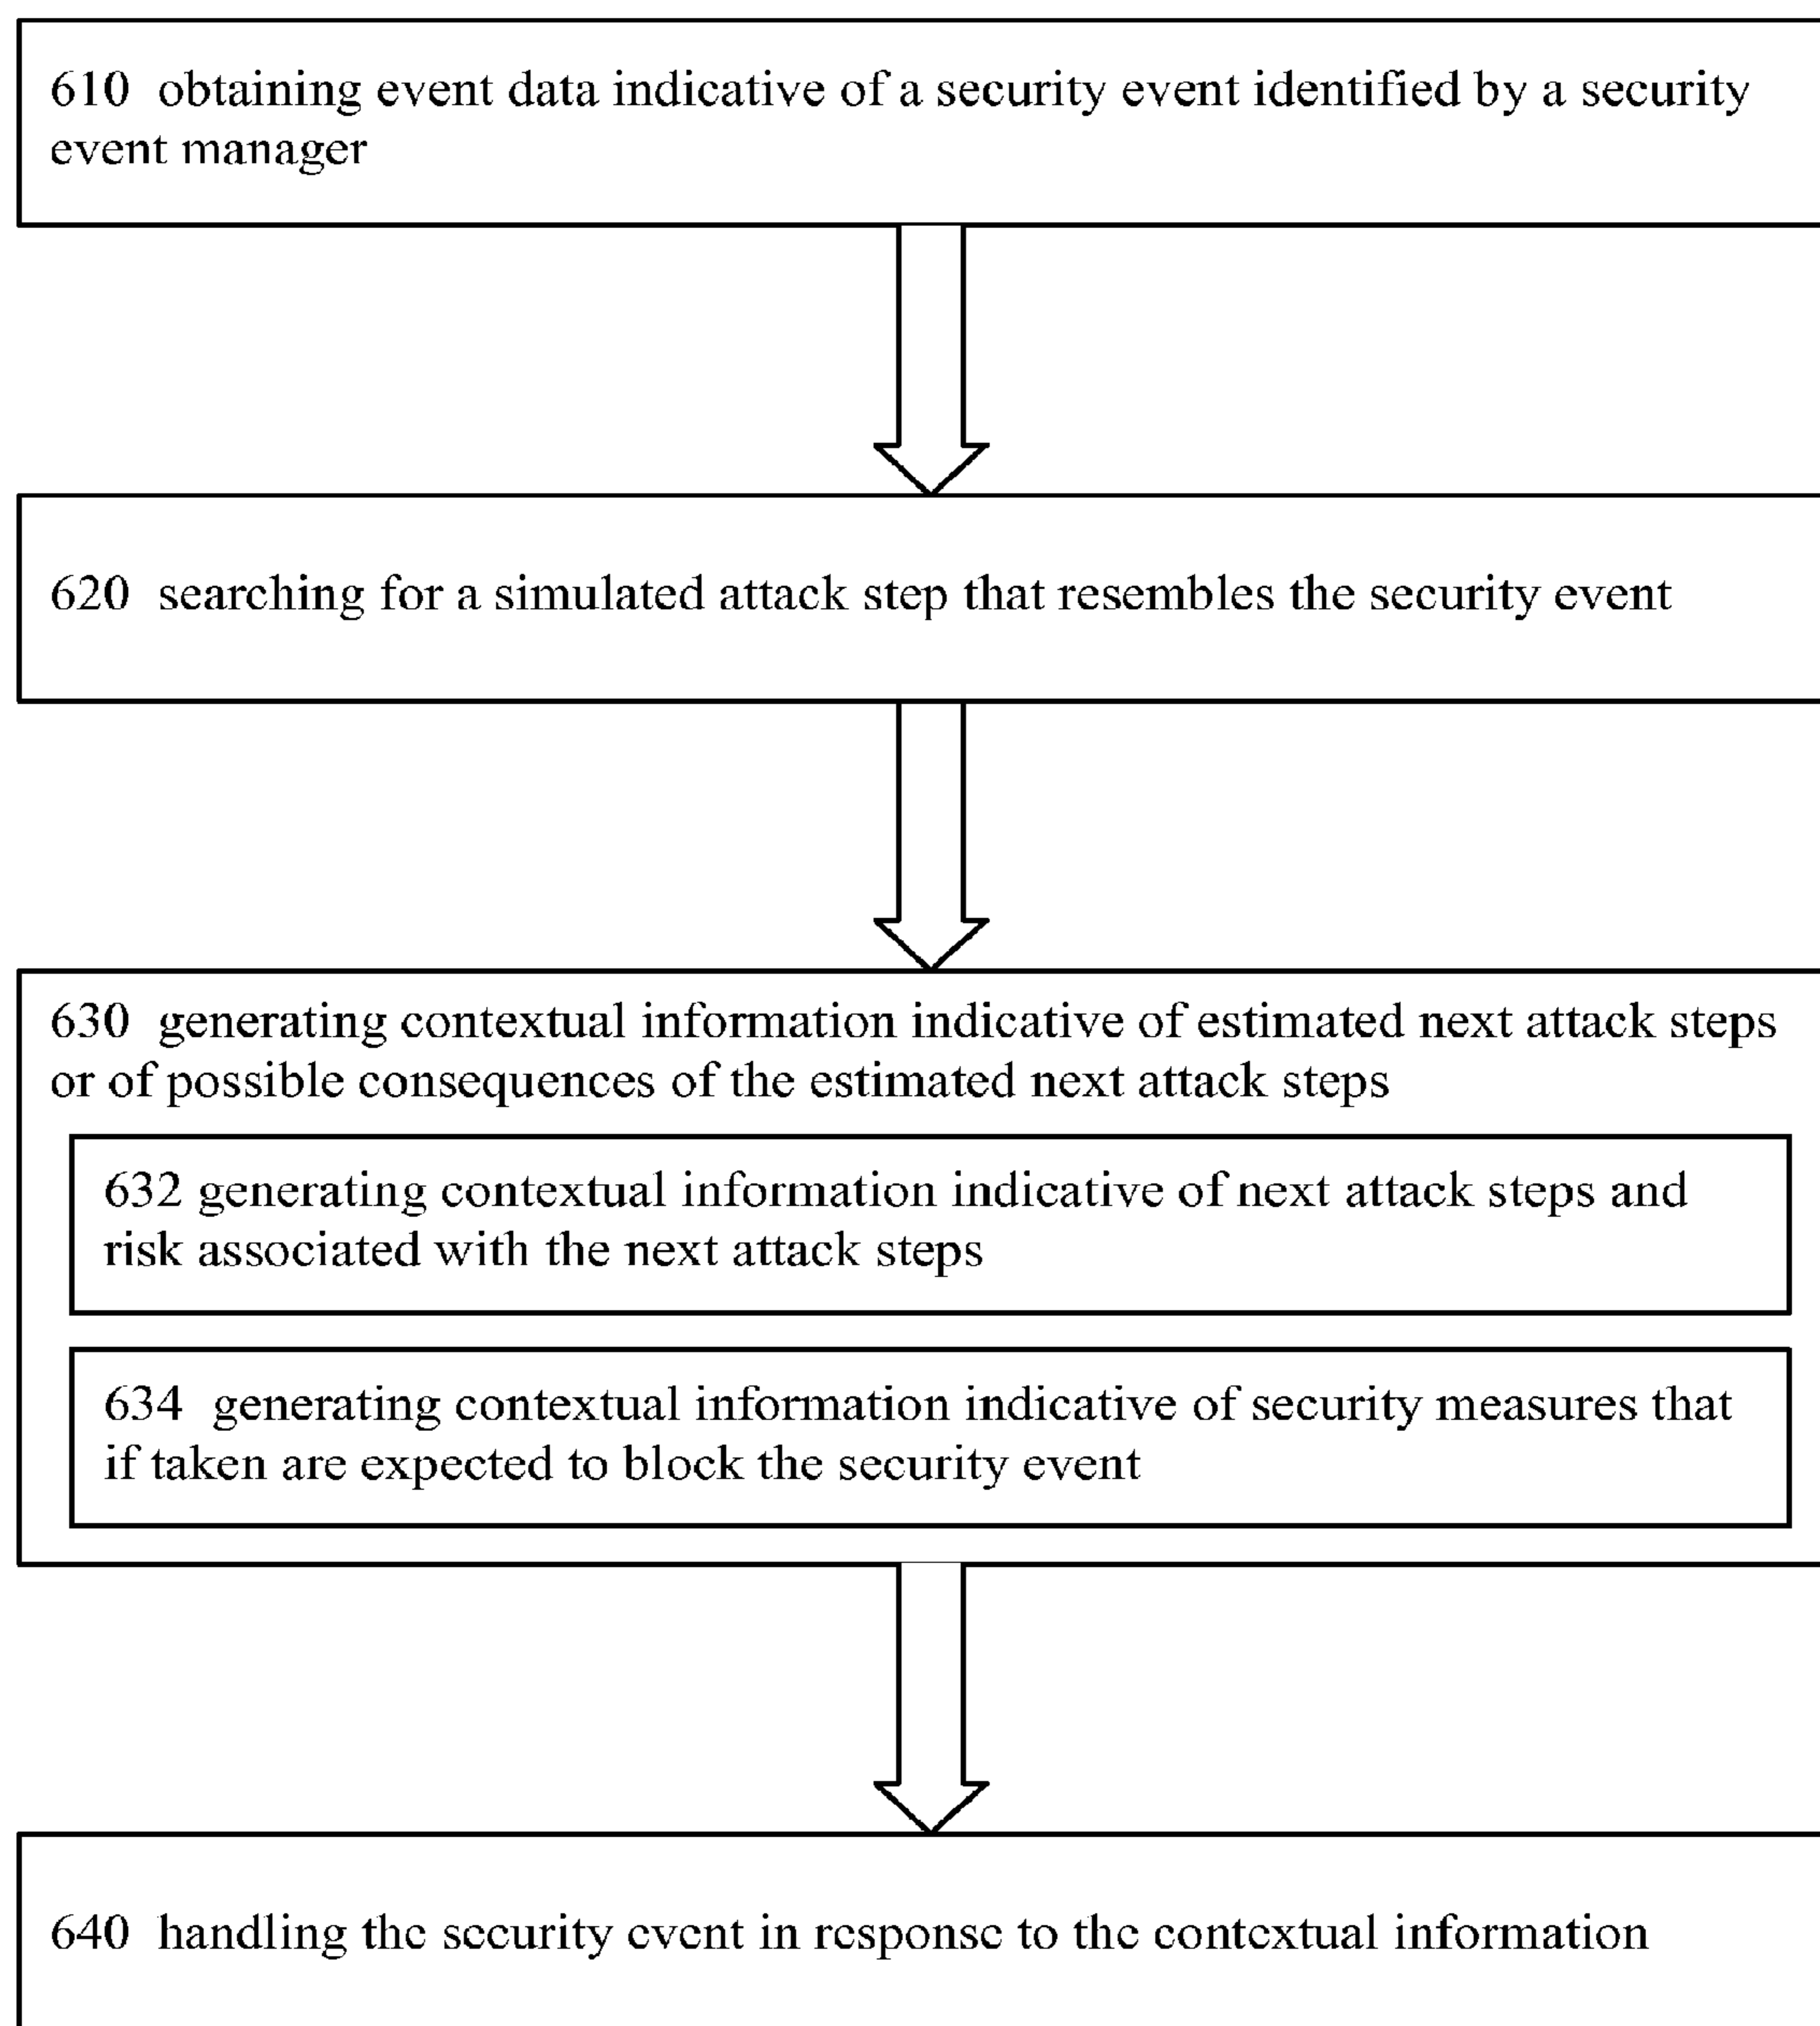 610 obtaining event data indicative of a security event identified by a security
event manager
620 searching for a simulated attack step that resembles the security event
630 generating contextual information indicative of estimated next attack steps
or of possible consequences of the estimated next attack steps
632 generating contextual information indicative of next attack steps and
risk associated with the next attack steps
634 generating contextual information indicative of security measures that
if taken are expected to block the security event
640 handling the security event in response to the contextual information